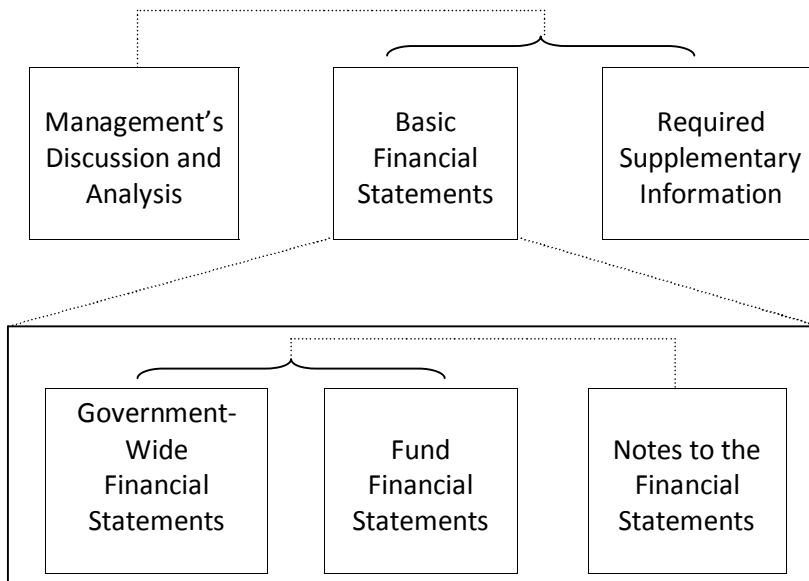 Management’s
Discussion and
Analysis
Basic
Financial
Statements
Required
Supplementary
Information
Government-
Wide
Financial
Statements
Fund
Financial
Statements
Notes to the
Financial
Statements